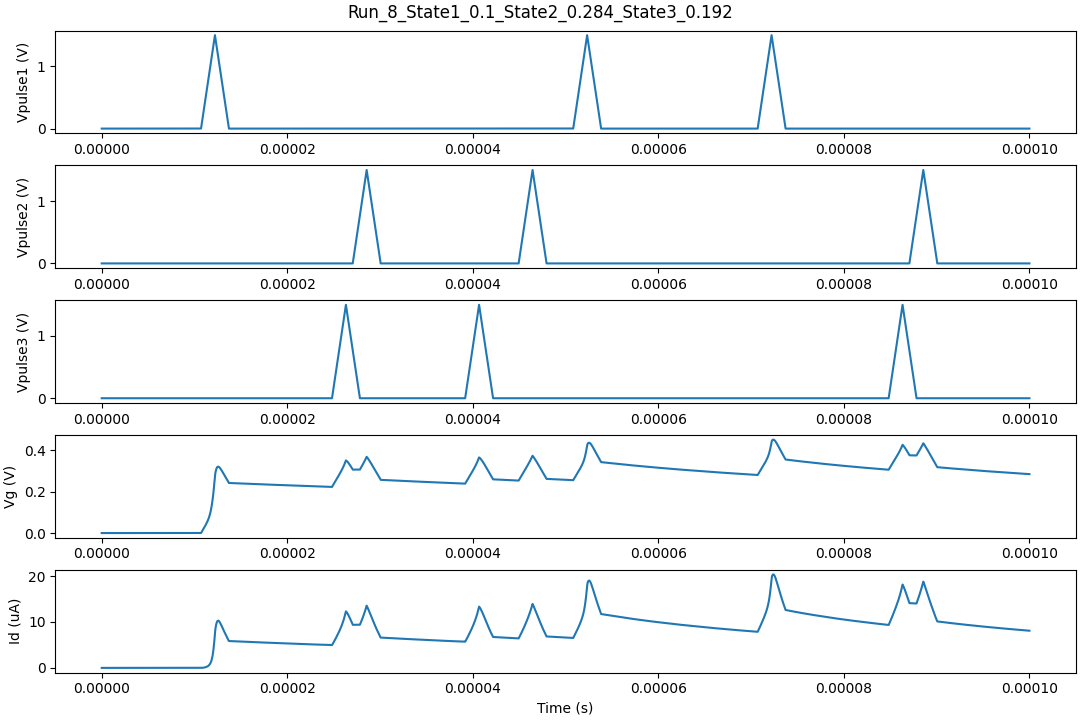 Run_8_State1_0.1_State2_0.284_State3_0.192
Vpulse1 (V)
1
0
0.00000 0.00002 0.00004 0.00006 0.00008 0.00010
Vpulse2 (V)
1
0
0.00000 0.00002 0.00004 0.00006 0.00008 0.00010
Vpulse3 (V)
1
0
0.00000 0.00002 0.00004 0.00006 0.00008 0.00010
Vg (V)
0.4
0.2
0.0
0.00000 0.00002 0.00004 0.00006 0.00008 0.00010
Id (uA)
20
10
0
0.00000 0.00002 0.00004 0.00006 0.00008 0.00010
Time (s)